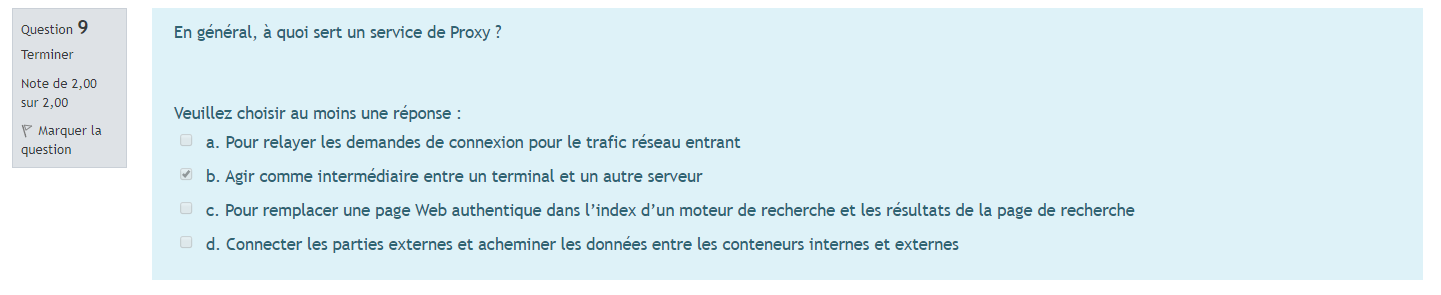 Question 9
Terminer
Note de 2,00
sur 2,00
Marquer la
question
En général, à quoi sert un service de Proxy ?
Veuillez choisir au moins une réponse :
a. Pour relayer les demandes de connexion pour le trafic réseau entrant
b. Agir comme intermédiaire entre un terminal et un autre serveur
c. Pour remplacer une page Web authentique dans l’index d’un moteur de recherche et les résultats de la page de recherche
d. Connecter les parties externes et acheminer les données entre les conteneurs internes et externes